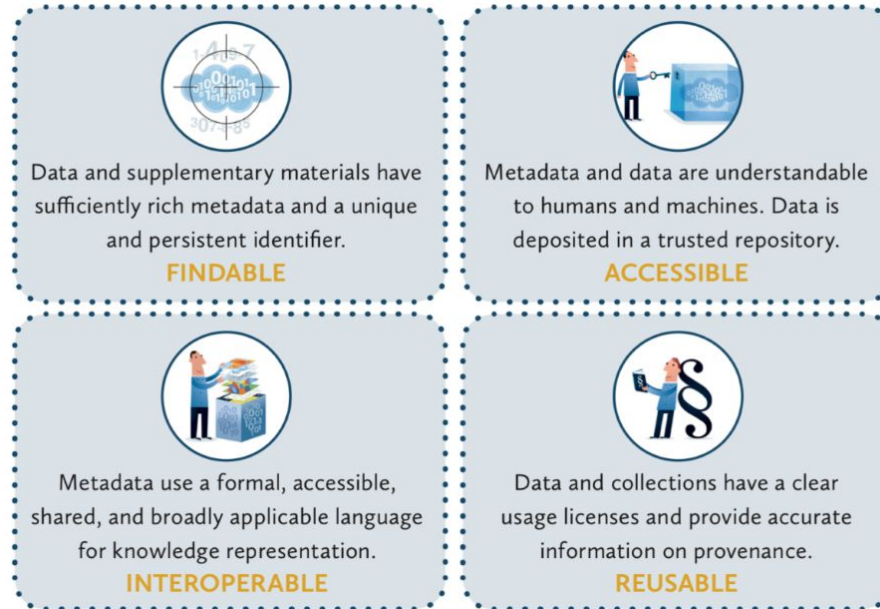 Data and supplementary materials have
sufficiently rich metadata and a unique
and persistent identifier.
FINDABLE
Metadata and data are understandable
to humans and machines. Data is
deposited in a trusted repository.
ACCESSIBLE
Metadata use a formal, accessible,
shared, and broadly applicable language
for knowledge representation.
INTEROPERABLE
Data and collections have a clear
usage licenses and provide accurate
information on provenance.
REUSABLE